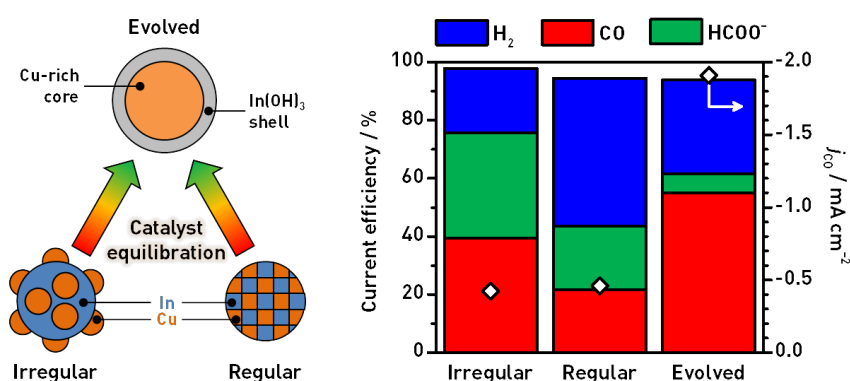 Evolved
Cu-rich
core
In(OH)₃
shell
Catalyst
equilibration
In
Cu
Irregular
Regular
H₂
CO
HCOO⁻
Current efficiency / %
100
80
60
40
20
0
-2.0
-1.5
-1.0
-0.5
0.0
j_CO / mA cm⁻²
Irregular
Regular
Evolved